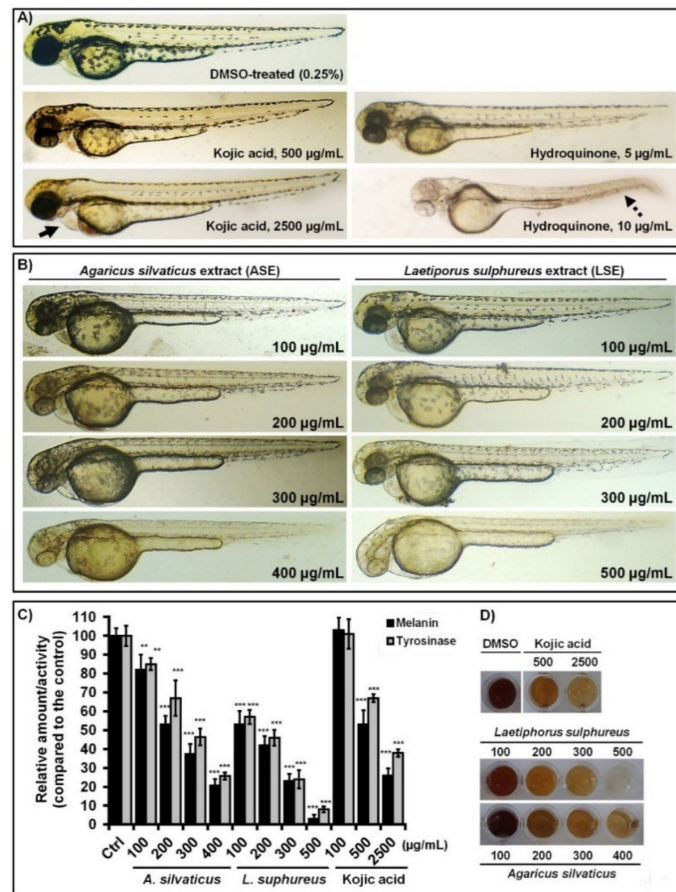 A)
DMSO-treated (0.25%)
Kojic acid, 500 µg/mL
Hydroquinone, 5 µg/mL
Kojic acid, 2500 µg/mL
Hydroquinone, 10 µg/mL
B)
Agaricus silvaticus extract (ASE)
Laetiporus sulphureus extract (LSE)
100 µg/mL
100 µg/mL
200 µg/mL
200 µg/mL
300 µg/mL
300 µg/mL
400 µg/mL
500 µg/mL
C)
Relative amount/activity
(compared to the control)
110
100
90
80
70
60
50
40
30
20
10
0
Melanin
Tyrosinase
** ** *** *** *** *** *** *** *** *** *** *** *** *** *** *** *** *** *** ***
Ctrl 100 200 300 400 100 200 300 500 100 500 2500 (µg/mL)
A. silvaticus L. suphureus Kojic acid
D)
DMSO Kojic acid
500 2500
Laetiphorus sulphureus
100 200 300 500
100 200 300 400
Agaricus silvaticus